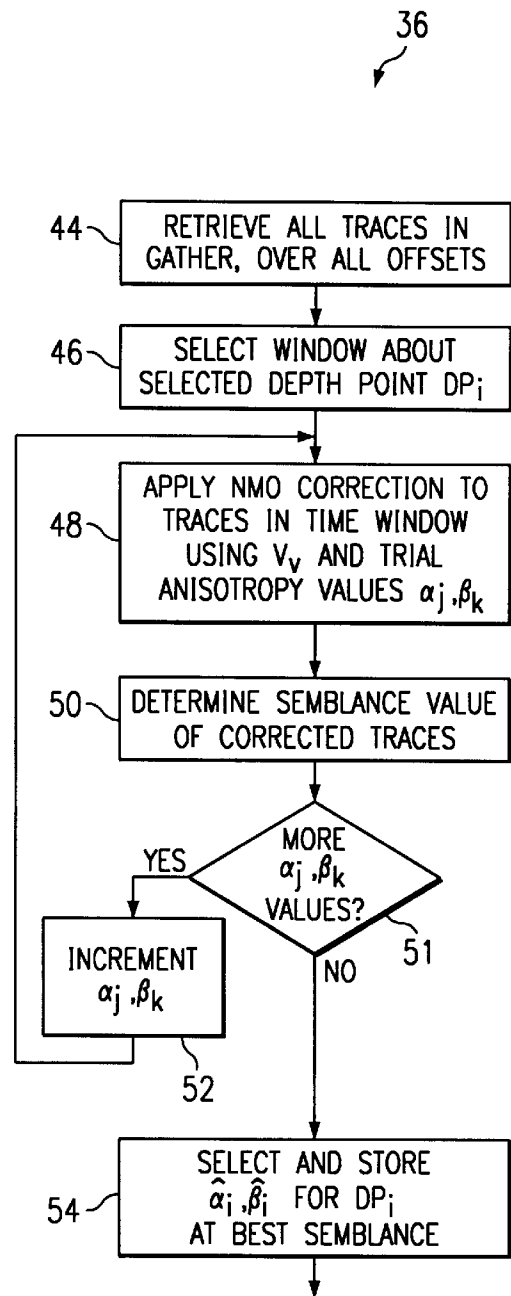 36
44
RETRIEVE ALL TRACES IN
GATHER, OVER ALL OFFSETS
46
SELECT WINDOW ABOUT
SELECTED DEPTH POINT DPi
48
APPLY NMO CORRECTION TO
TRACES IN TIME WINDOW
USING Vv AND TRIAL
ANISOTROPY VALUES αj,βk
50
DETERMINE SEMBLANCE VALUE
OF CORRECTED TRACES
YES
MORE
αj,βk
VALUES?
51
NO
INCREMENT
αj,βk
52
54
SELECT AND STORE
α̂i,β̂i FOR DPi
AT BEST SEMBLANCE